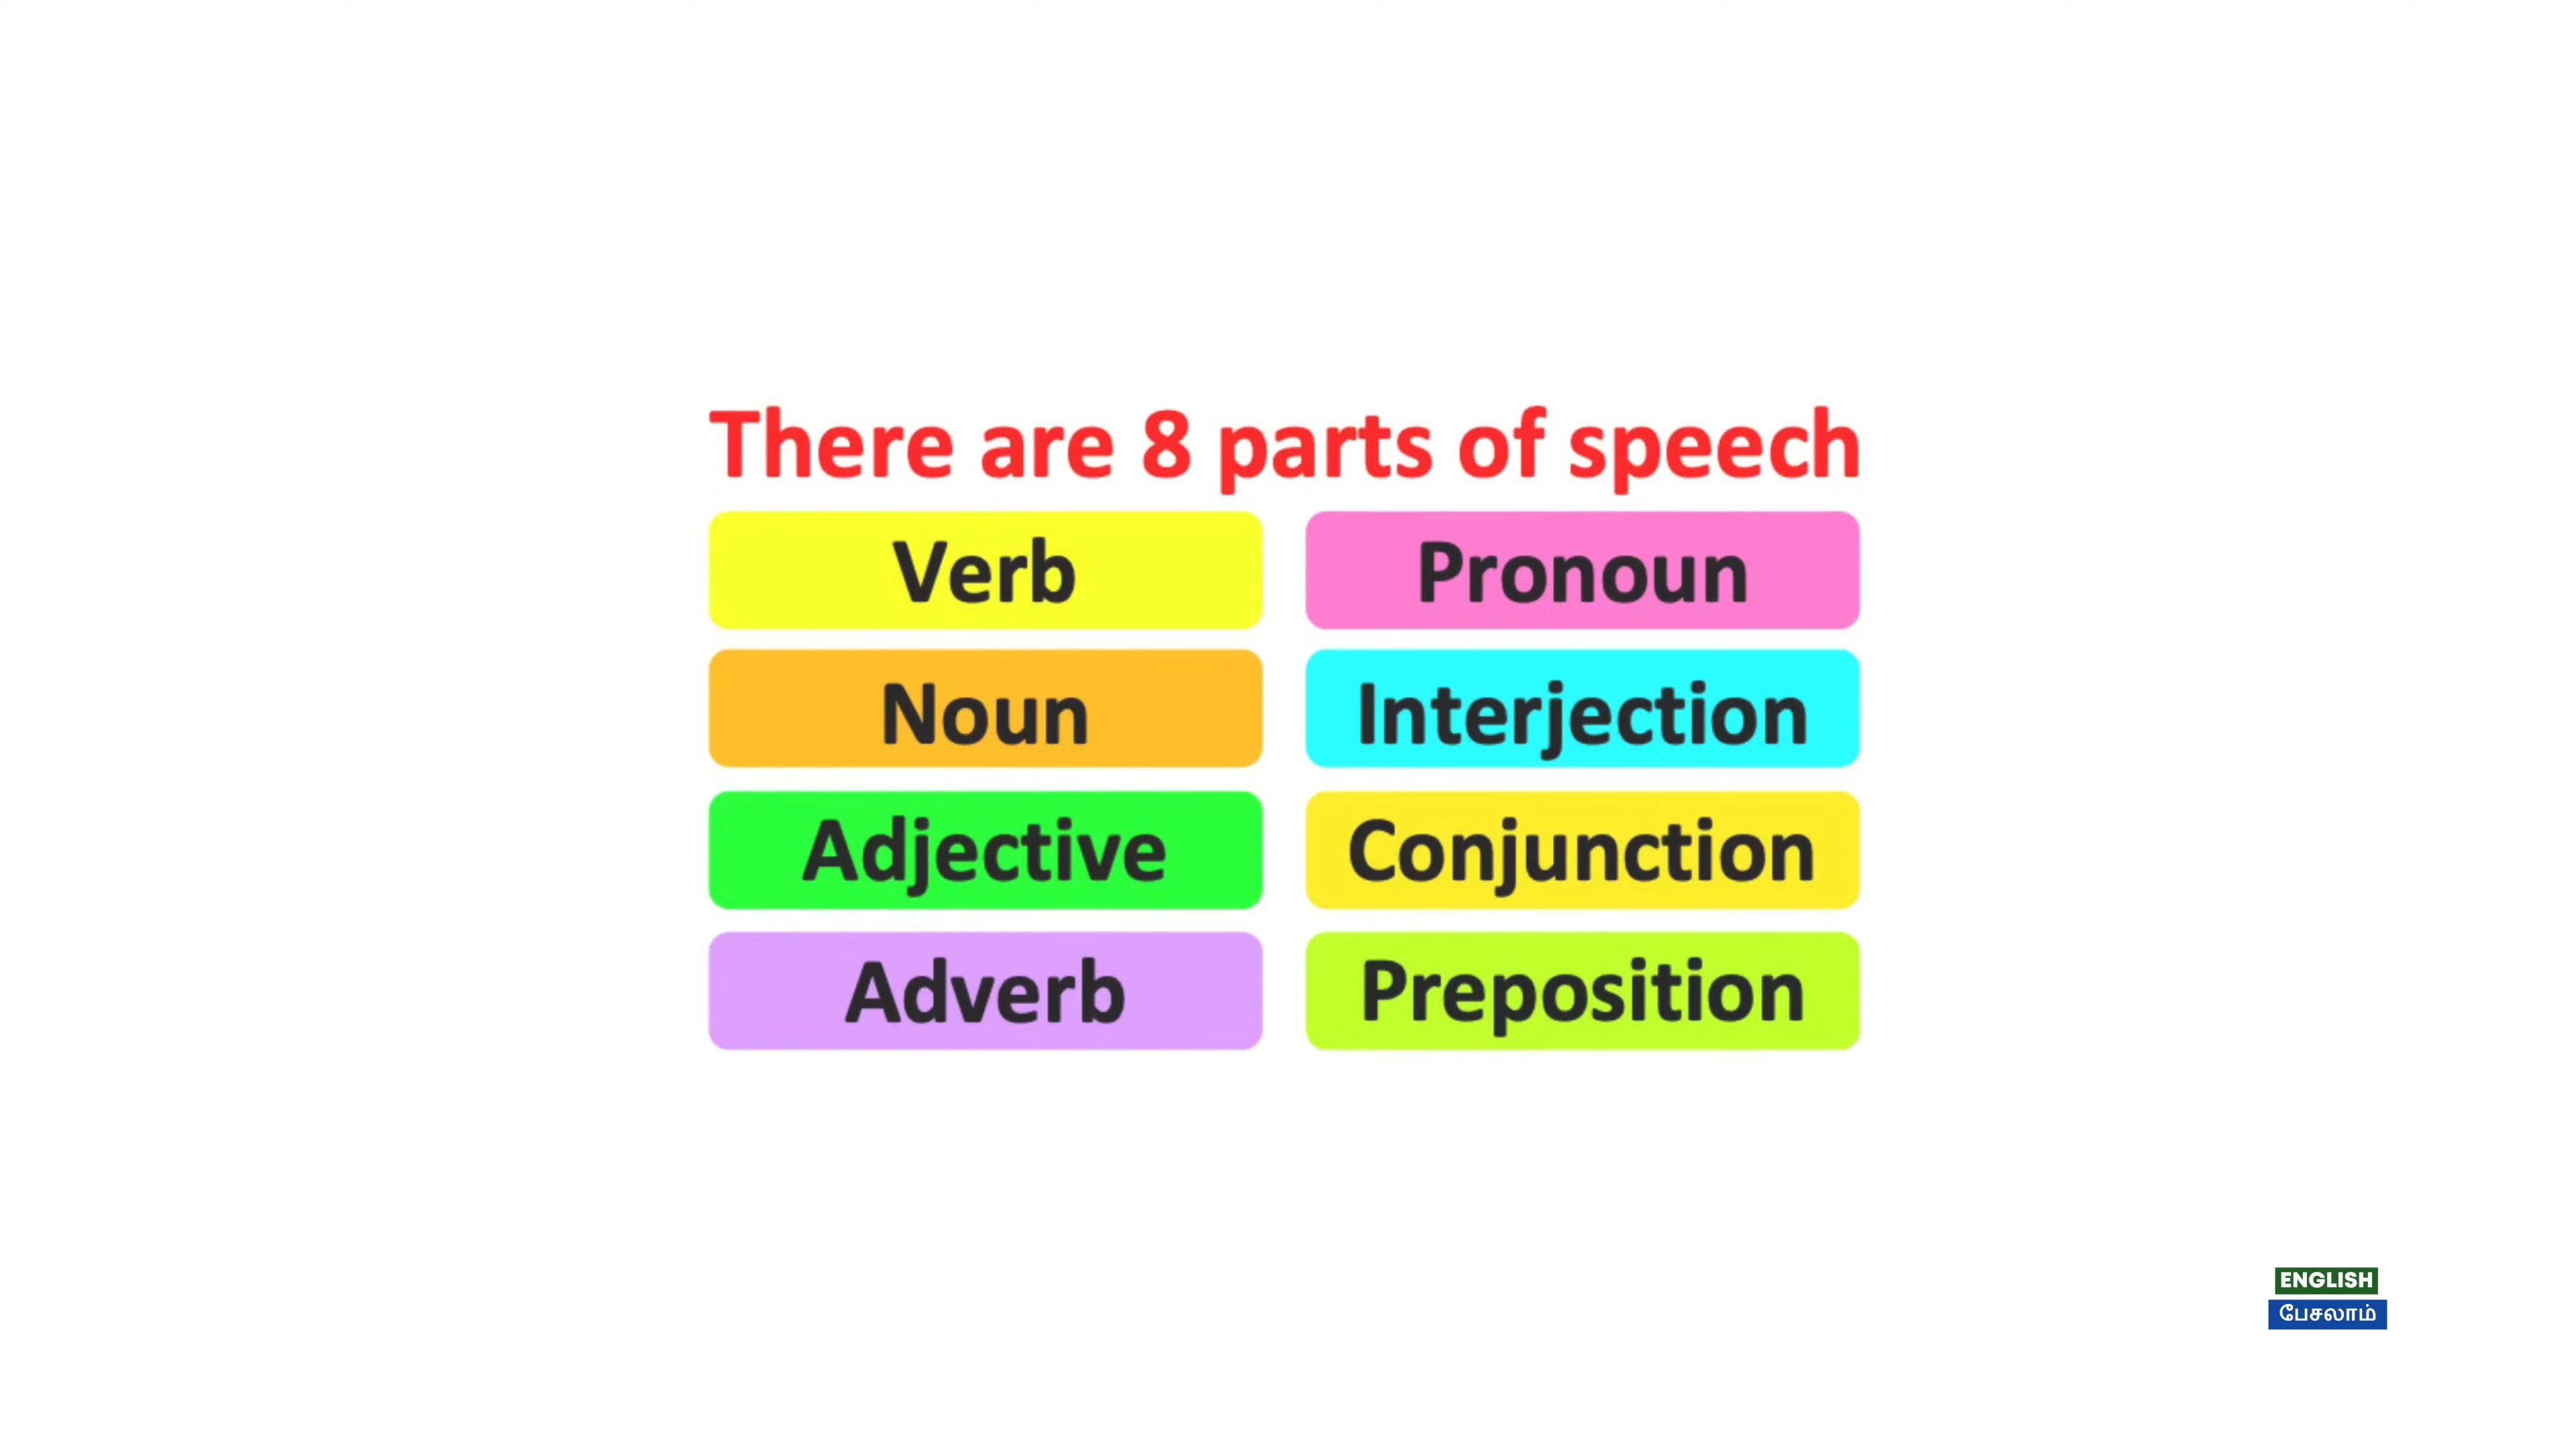 There are 8 parts of speech
Verb
Pronoun
Noun
Interjection
Adjective
Conjunction
Adverb
Preposition
ENGLISH
பேசலாம்